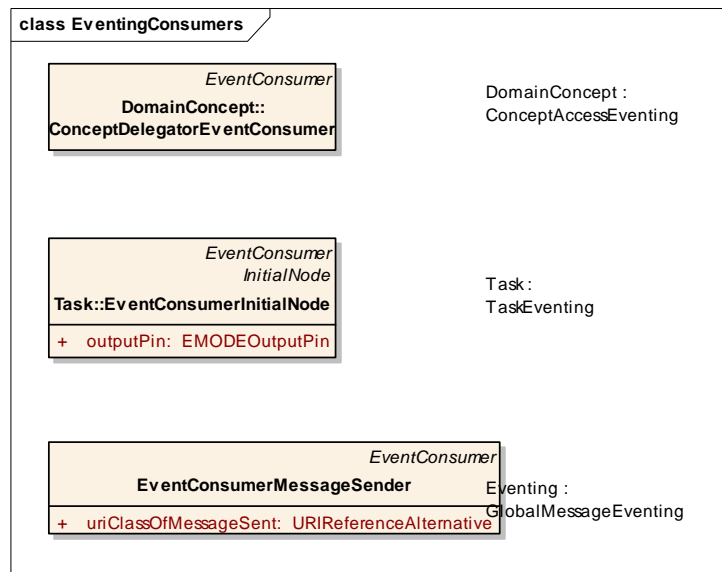 class EventingConsumers
EventConsumer
DomainConcept::
ConceptDelegatorEventConsumer
DomainConcept :
ConceptAccessEventing
EventConsumer
InitialNode
Task::EventConsumerInitialNode
+ outputPin: EMODEOutputPin
Task :
TaskEventing
EventConsumer
EventConsumerMessageSender
+ uriClassOfMessageSent: URIReferenceAlternative
Eventing :
GlobalMessageEventing